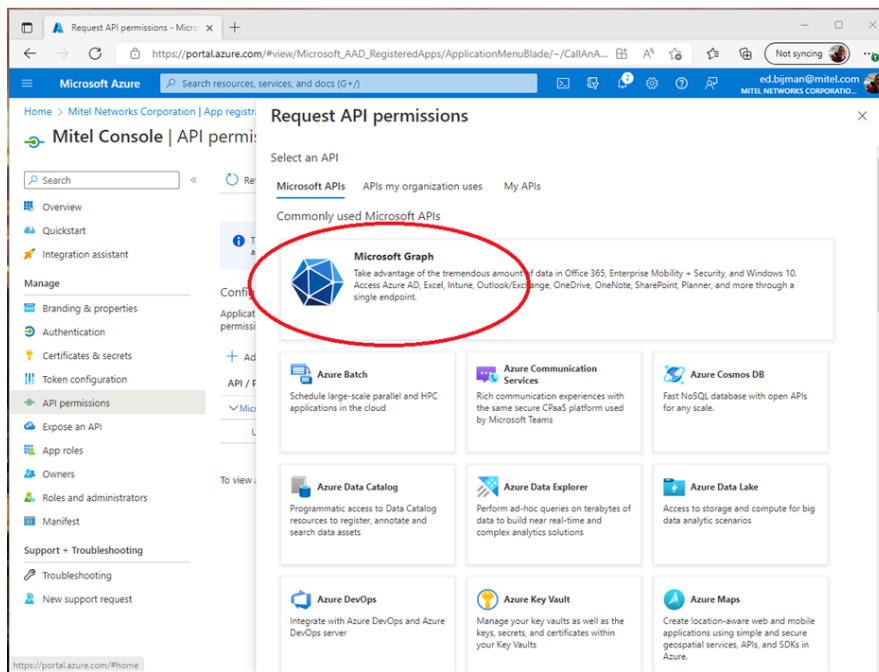 Request API permissions - Micro
https://portal.azure.com/#view/Microsoft_AAD_RegisteredApps/ApplicationMenuBlade/~/CallAnA...
Not syncing
Microsoft Azure
Search resources, services, and docs (G+/)
2
ed.bijman@mitel.com
MITEL NETWORKS CORPORATIO...
Home > Mitel Networks Corporation | App registra
Mitel Console | API permis
Search
Overview
Quickstart
Integration assistant
Manage
Branding & properties
Authentication
Certificates & secrets
Token configuration
API permissions
Expose an API
App roles
Owners
Roles and administrators
Manifest
Support + Troubleshooting
Troubleshooting
New support request
https://portal.azure.com/#home
Config
Applicat
permissi
API / P
To view a
Request API permissions
Select an API
Microsoft APIs
APIs my organization uses
My APIs
Commonly used Microsoft APIs
Microsoft Graph
Take advantage of the tremendous amount of data in Office 365, Enterprise Mobility + Security, and Windows 10.
Access Azure AD, Excel, Intune, Outlook/Exchange, OneDrive, OneNote, SharePoint, Planner, and more through a
single endpoint.
Azure Batch
Schedule large-scale parallel and HPC
applications in the cloud
Azure Communication
Services
Rich communication experiences with
the same secure CPaaS platform used
by Microsoft Teams
Azure Cosmos DB
Fast NoSQL database with open APIs
for any scale.
Azure Data Catalog
Programmatic access to Data Catalog
resources to register, annotate and
search data assets
Azure Data Explorer
Perform ad-hoc queries on terabytes of
data to build near real-time and
complex analytics solutions
Azure Data Lake
Access to storage and compute for big
data analytic scenarios
Azure DevOps
Integrate with Azure DevOps and Azure
DevOps server
Azure Key Vault
Manage your key vaults as well as the
keys, secrets, and certificates within
your Key Vaults
Azure Maps
Create location-aware web and mobile
applications using simple and secure
geospatial services, APIs, and SDKs in
Azure.